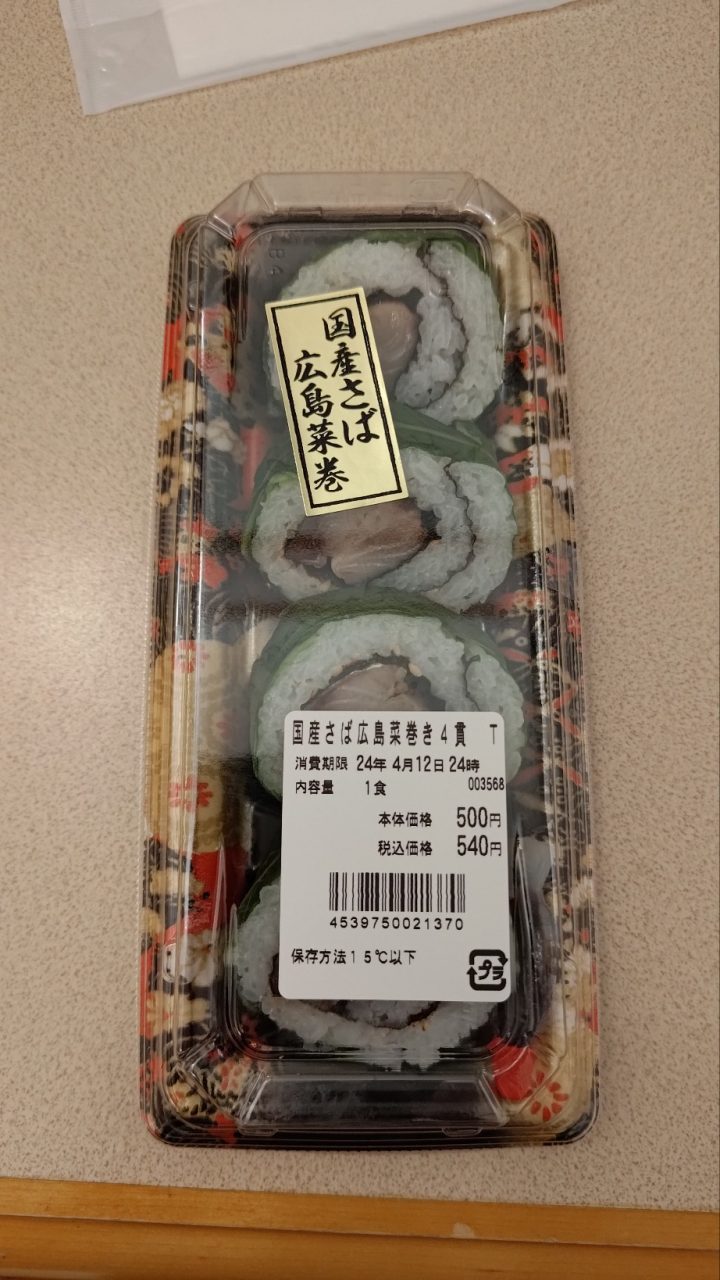 国産さば
広島菜巻
国産さば広島菜巻き4貫 T
消費期限 24年 4月12日 24時
内容量 1食 003568
本体価格 500円
税込価格 540円
4539750021370
保存方法15℃以下
プラ